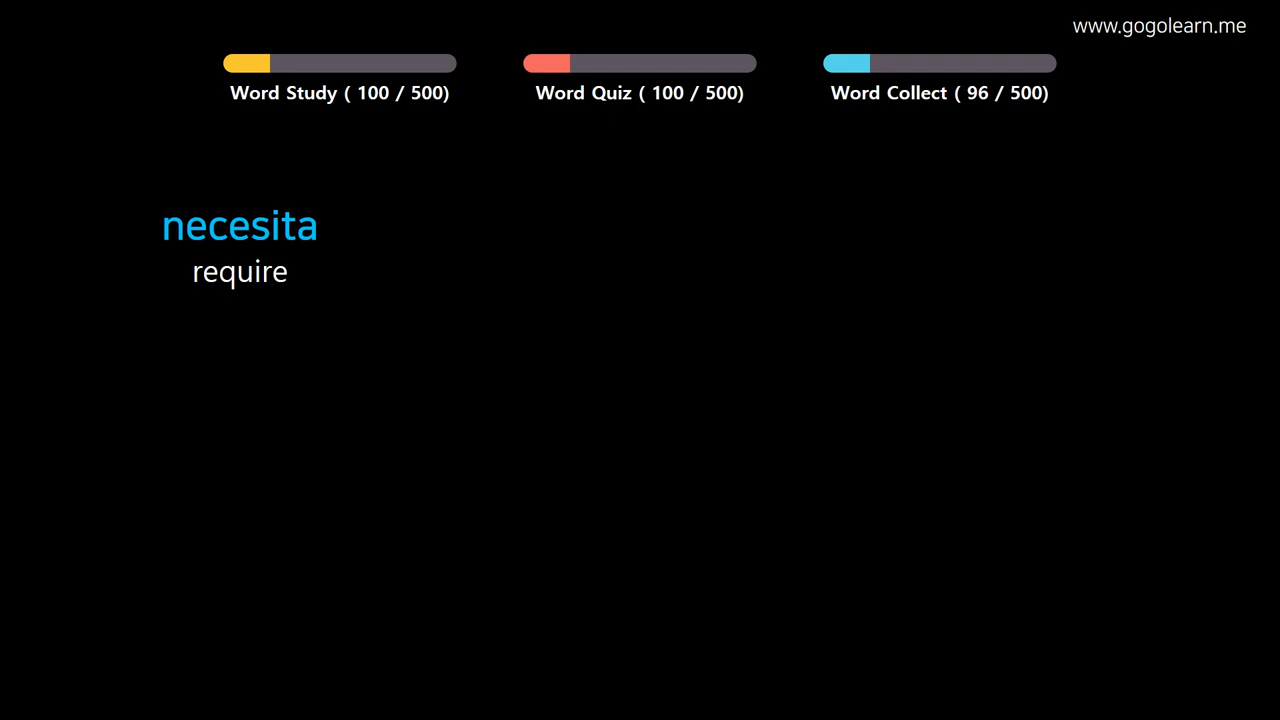 www.gogolearn.me
Word Study ( 100 / 500)
Word Quiz ( 100 / 500)
Word Collect ( 96 / 500)
necesita
require